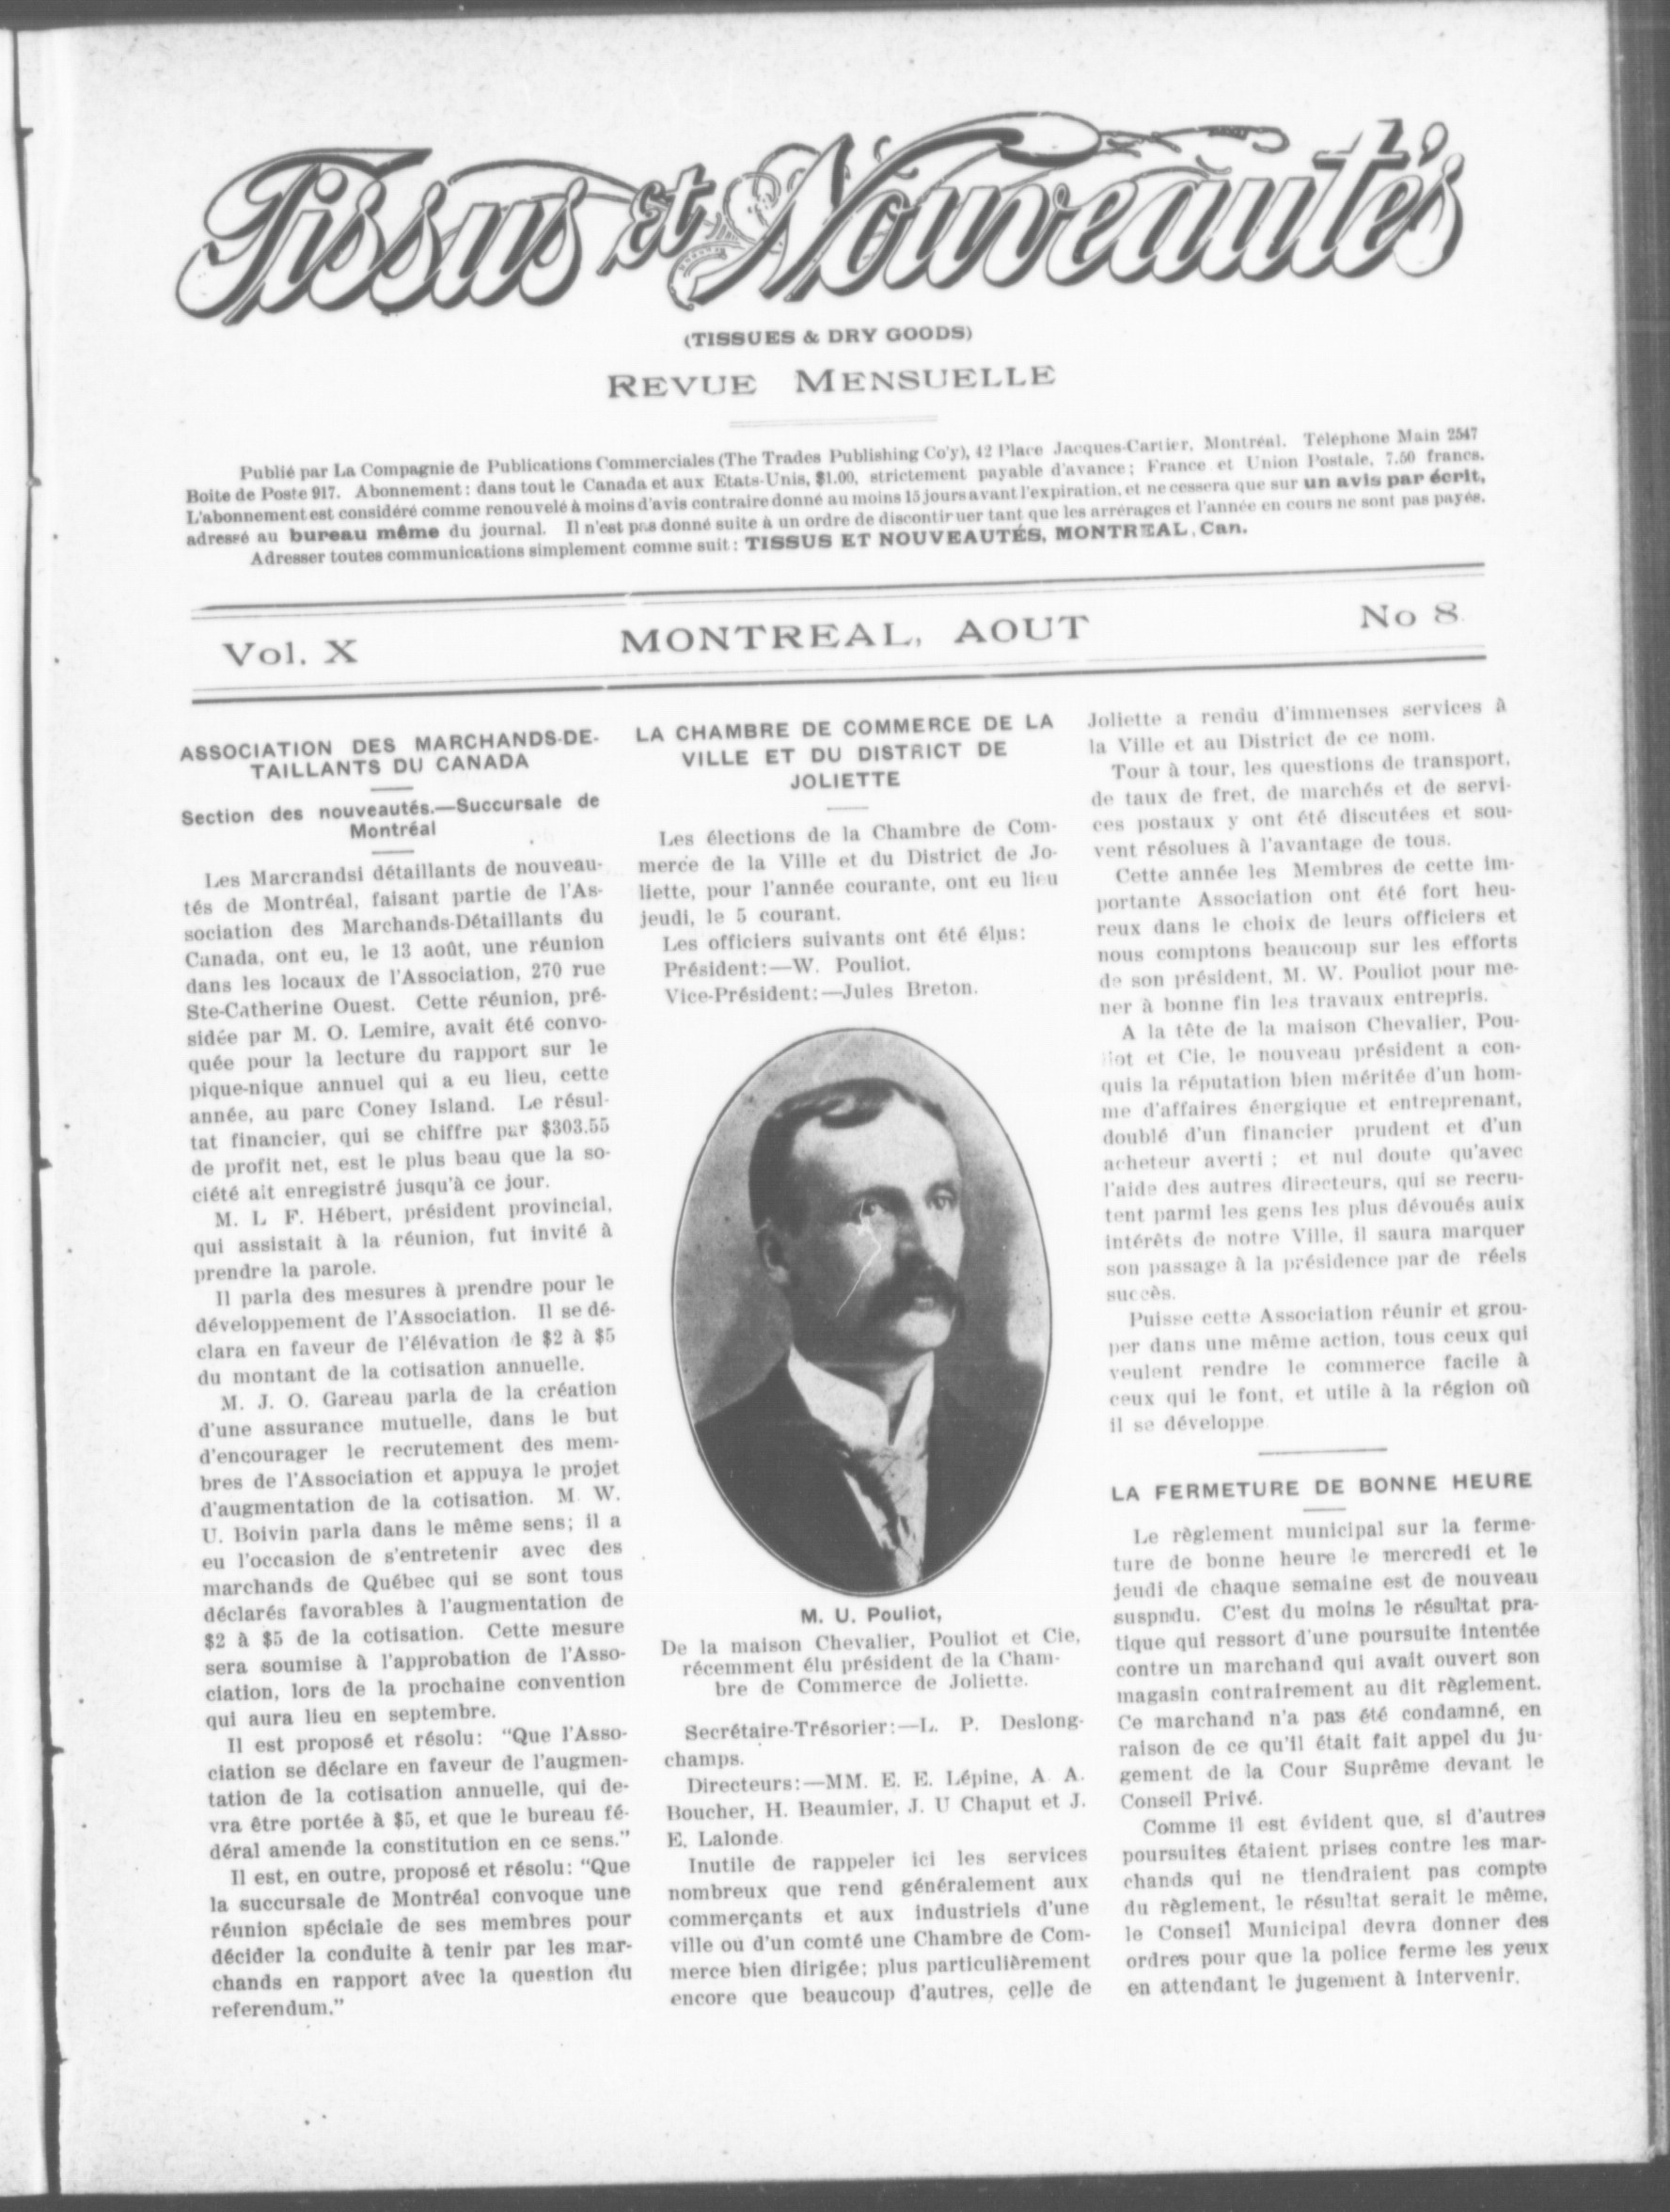 Tissus et Nouveautés
(TISSUES & DRY GOODS)
REVUE MENSUELLE
Publié par La Compagnie de Publications Commerciales (The Trades Publishing Co'y), 42 Place Jacques-Cartier, Montréal. Téléphone Main 2547
Boite de Poste 917. Abonnement: dans tout le Canada et aux Etats-Unis, $1.00, strictement payable d'avance; France et Union Postale, 7.50 francs.
L'abonnement est considéré comme renouvelé à moins d'avis contraire donné au moins 15 jours avant l'expiration, et ne cessera que sur un avis par écrit,
adressé au bureau même du journal. Il n'est pas donné suite à un ordre de discontinuer tant que les arrérages et l'année en cours ne sont pas payés.
Adresser toutes communications simplement comme suit: TISSUS ET NOUVEAUTÉS, MONTREAL, Can.
Vol. X MONTREAL, AOUT No 8
ASSOCIATION DES MARCHANDS-DE-
TAILLANTS DU CANADA
Section des nouveautés.—Succursale de
Montréal
Les Marcrandsi détaillants de nouveau-
tés de Montréal, faisant partie de l'As-
sociation des Marchands-Détaillants du
Canada, ont eu, le 13 août, une réunion
dans les locaux de l'Association, 270 rue
Ste-Catherine Ouest. Cette réunion, pré-
sidée par M. O. Lemire, avait été convo-
quée pour la lecture du rapport sur le
pique-nique annuel qui a eu lieu, cette
année, au parc Coney Island. Le résul-
tat financier, qui se chiffre par $303.55
de profit net, est le plus beau que la so-
ciété ait enregistré jusqu'à ce jour.
M. L F. Hébert, président provincial,
qui assistait à la réunion, fut invité à
prendre la parole.
Il parla des mesures à prendre pour le
développement de l'Association. Il se dé-
clara en faveur de l'élévation de $2 à $5
du montant de la cotisation annuelle.
M. J. O. Gareau parla de la création
d'une assurance mutuelle, dans le but
d'encourager le recrutement des mem-
bres de l'Association et appuya le projet
d'augmentation de la cotisation. M. W.
U. Boivin parla dans le même sens; il a
eu l'occasion de s'entretenir avec des
marchands de Québec qui se sont tous
déclarés favorables à l'augmentation de
$2 à $5 de la cotisation. Cette mesure
sera soumise à l'approbation de l'Asso-
ciation, lors de la prochaine convention
qui aura lieu en septembre.
Il est proposé et résolu: "Que l'Asso-
ciation se déclare en faveur de l'augmen-
tation de la cotisation annuelle, qui de-
vra être portée à $5, et que le bureau fé-
déral amende la constitution en ce sens."
Il est, en outre, proposé et résolu: "Que
la succursale de Montréal convoque une
réunion spéciale de ses membres pour
décider la conduite à tenir par les mar-
chands en rapport avec la question du
referendum."
LA CHAMBRE DE COMMERCE DE LA
VILLE ET DU DISTRICT DE
JOLIETTE
Les élections de la Chambre de Com-
merce de la Ville et du District de Jo-
liette, pour l'année courante, ont eu lieu
jeudi, le 5 courant.
Les officiers suivants ont été élus:
Président:—W. Pouliot.
Vice-Président:—Jules Breton.
M. U. Pouliot,
De la maison Chevalier, Pouliot et Cie,
récemment élu président de la Cham-
bre de Commerce de Joliette.
Secrétaire-Trésorier:—L. P. Deslong-
champs.
Directeurs:—MM. E. E. Lépine, A. A.
Boucher, H. Beaumier, J. U Chaput et J.
E. Lalonde.
Inutile de rappeler ici les services
nombreux que rend généralement aux
commerçants et aux industriels d'une
ville ou d'un comté une Chambre de Com-
merce bien dirigée; plus particulièrement
encore que beaucoup d'autres, celle de
Joliette a rendu d'immenses services à
la Ville et au District de ce nom.
Tour à tour, les questions de transport,
de taux de fret, de marchés et de servi-
ces postaux y ont été discutées et sou-
vent résolues à l'avantage de tous.
Cette année les Membres de cette im-
portante Association ont été fort heu-
reux dans le choix de leurs officiers et
nous comptons beaucoup sur les efforts
de son président, M. W. Pouliot pour me-
ner à bonne fin les travaux entrepris.
A la tête de la maison Chevalier, Pou-
liot et Cie, le nouveau président a con-
quis la réputation bien méritée d'un hom-
me d'affaires énergique et entreprenant,
doublé d'un financier prudent et d'un
acheteur averti; et nul doute qu'avec
l'aide des autres directeurs, qui se recru-
tent parmi les gens les plus dévoués auix
intérêts de notre Ville, il saura marquer
son passage à la présidence par de réels
succès.
Puisse cette Association réunir et grou-
per dans une même action, tous ceux qui
veulent rendre le commerce facile à
ceux qui le font, et utile à la région où
il se développe
LA FERMETURE DE BONNE HEURE
Le règlement municipal sur la ferme-
ture de bonne heure le mercredi et le
jeudi de chaque semaine est de nouveau
suspndu. C'est du moins le résultat pra-
tique qui ressort d'une poursuite intentée
contre un marchand qui avait ouvert son
magasin contrairement au dit règlement.
Ce marchand n'a pas été condamné, en
raison de ce qu'il était fait appel du ju-
gement de la Cour Suprême devant le
Conseil Privé.
Comme il est évident que, si d'autres
poursuites étaient prises contre les mar-
chands qui ne tiendraient pas compte
du règlement, le résultat serait le même,
le Conseil Municipal devra donner des
ordres pour que la police ferme les yeux
en attendant le jugement à intervenir.